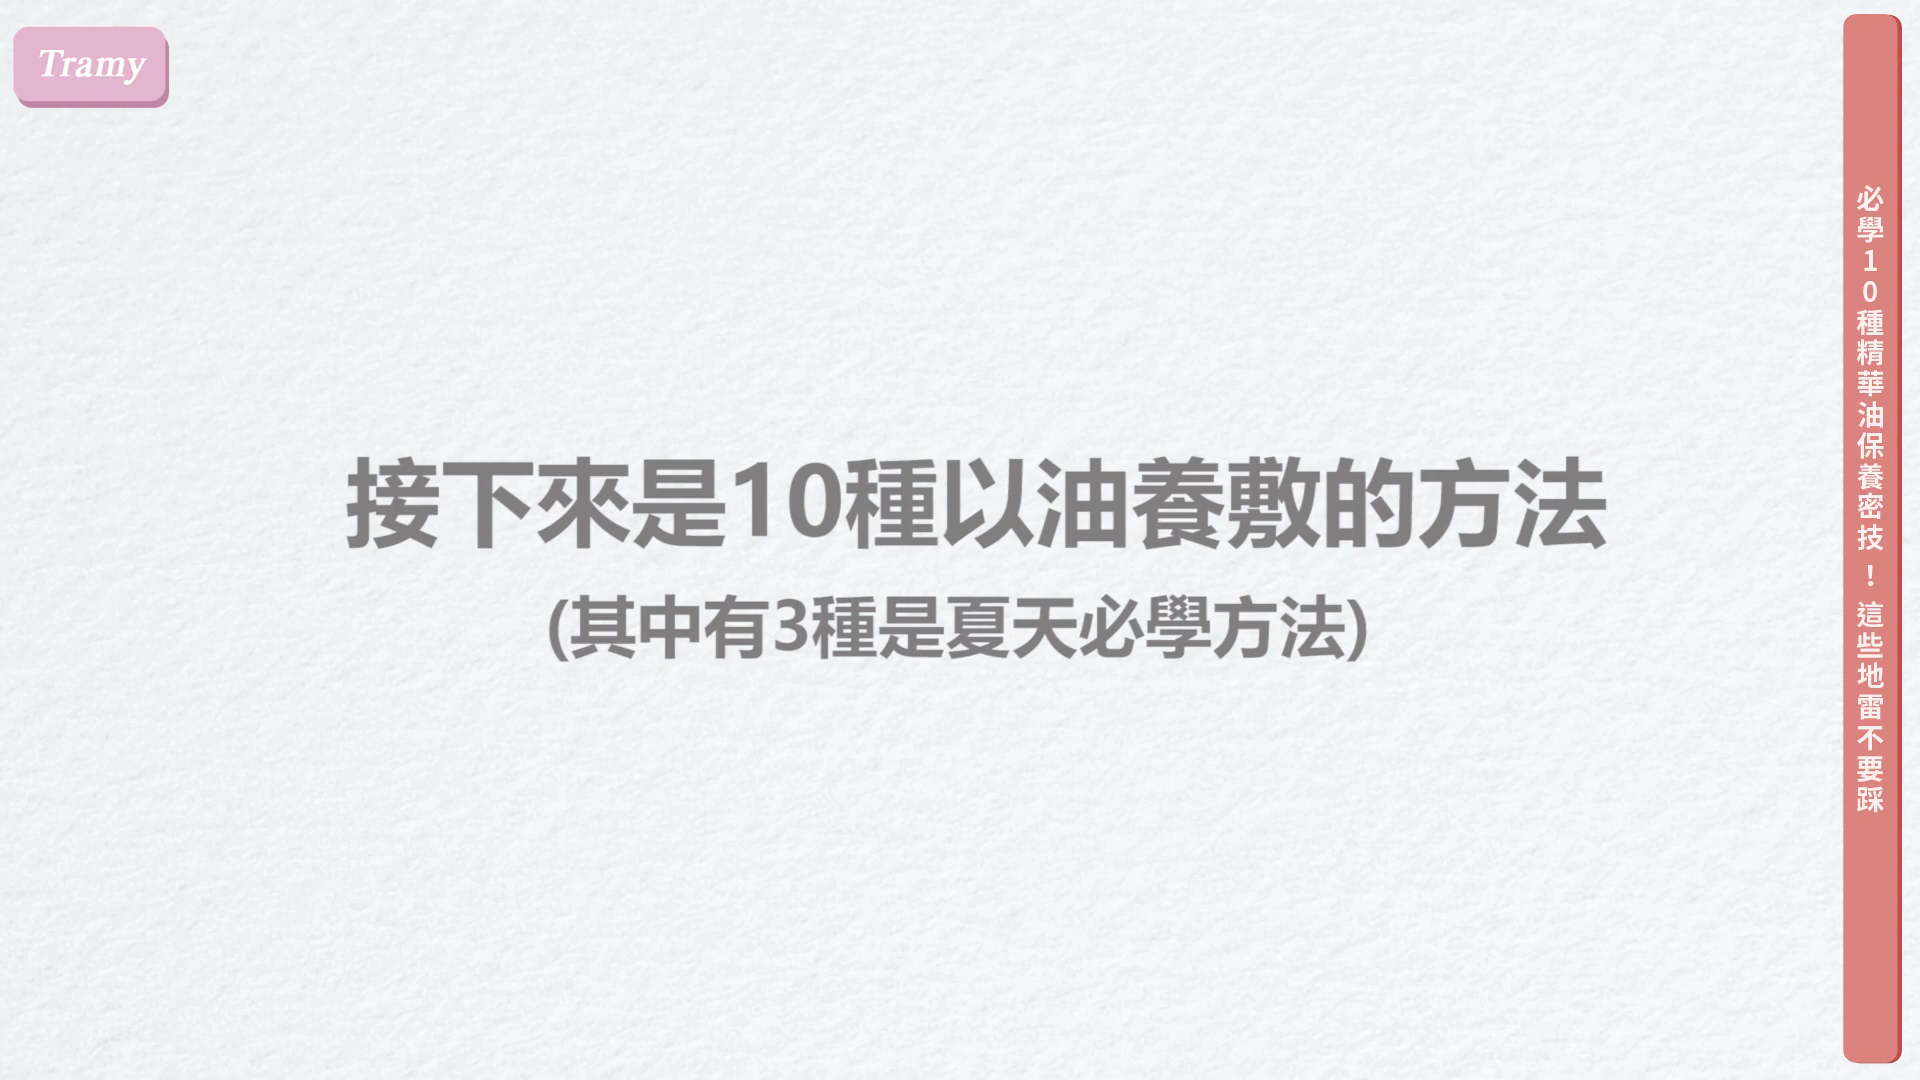 Tramy
接下來是10種以油養敷的方法
(其中有3種是夏天必學方法)
必學10種精華油保養密技！這些地雷不要踩